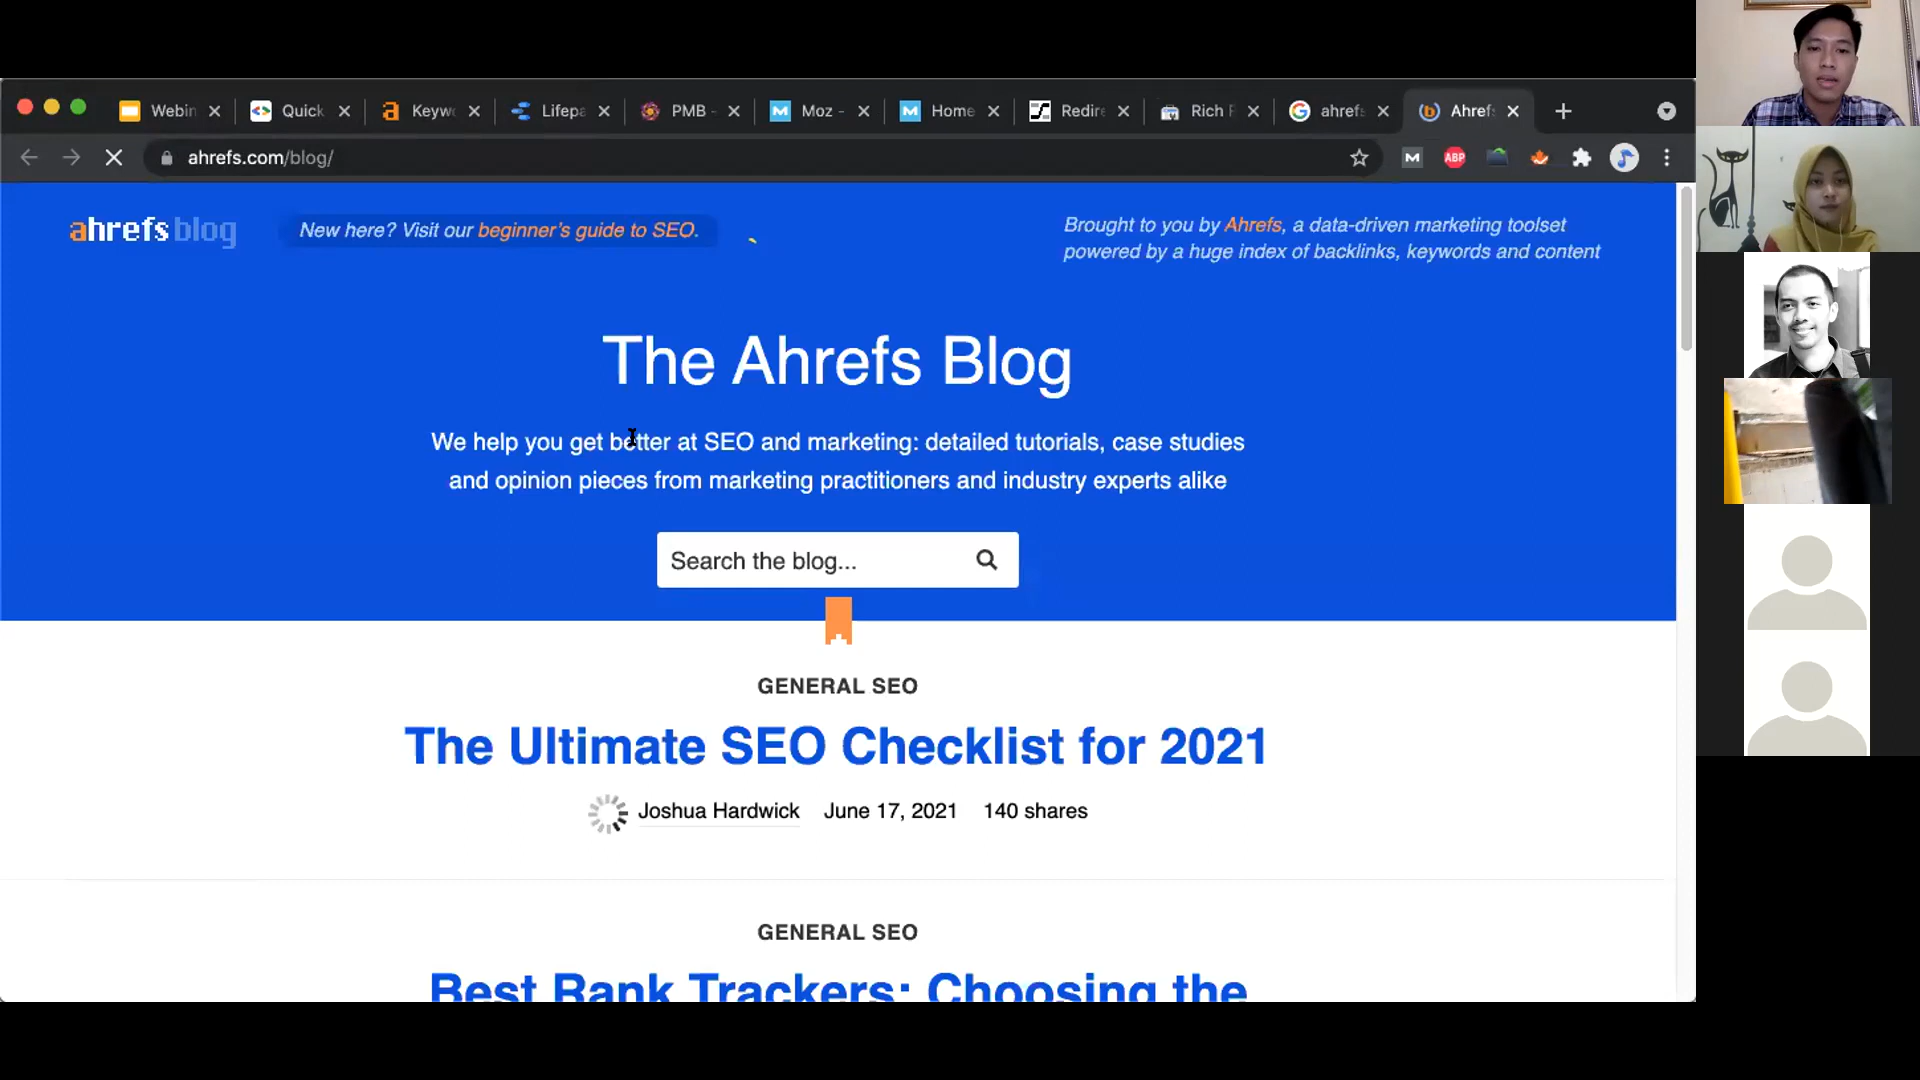 Webin
Quick
Keyw
Lifepa
PMB -
Moz -
Home
Redire
Rich R
ahrefs
Ahrefs
ahrefs.com/blog/
M
ABP
ahrefs blog
New here? Visit our beginner's guide to SEO.
Brought to you by Ahrefs, a data-driven marketing toolset
powered by a huge index of backlinks, keywords and content
The Ahrefs Blog
We help you get better at SEO and marketing: detailed tutorials, case studies
and opinion pieces from marketing practitioners and industry experts alike
Search the blog...
GENERAL SEO
The Ultimate SEO Checklist for 2021
Joshua Hardwick June 17, 2021 140 shares
GENERAL SEO
Best Rank Trackers: Choosing the